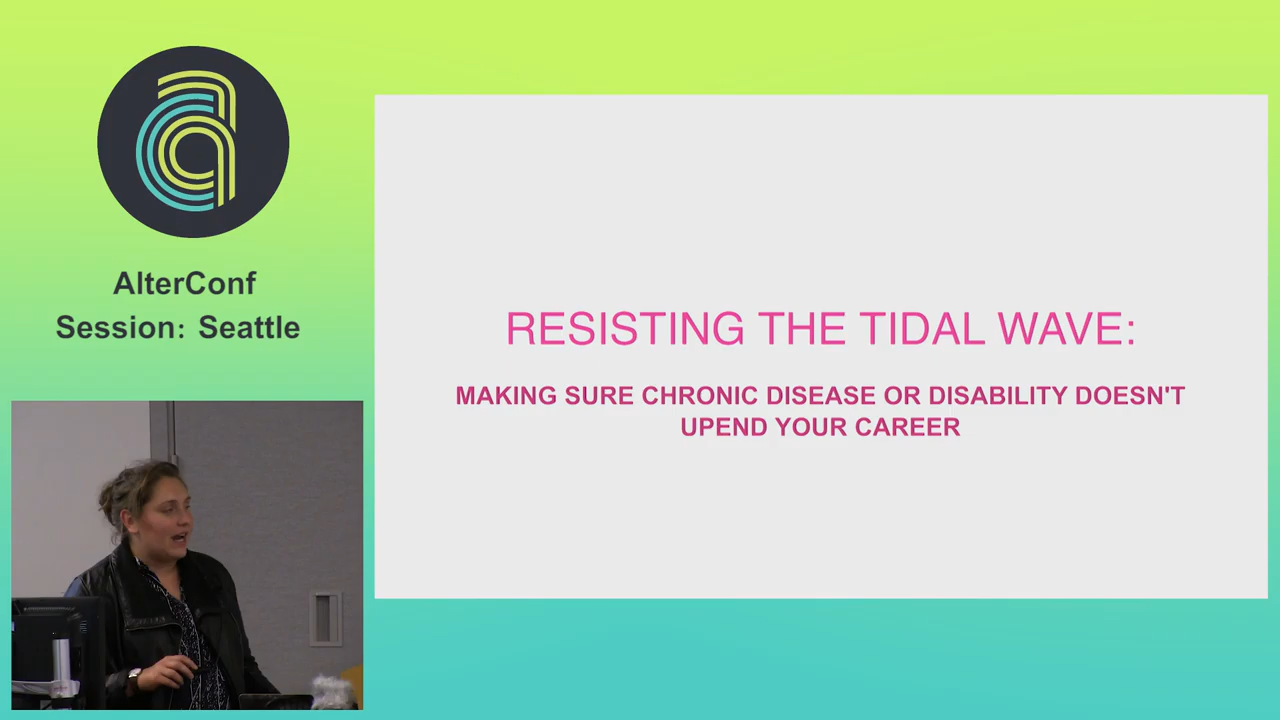 AlterConf
Session: Seattle
RESISTING THE TIDAL WAVE:
MAKING SURE CHRONIC DISEASE OR DISABILITY DOESN'T
UPEND YOUR CAREER